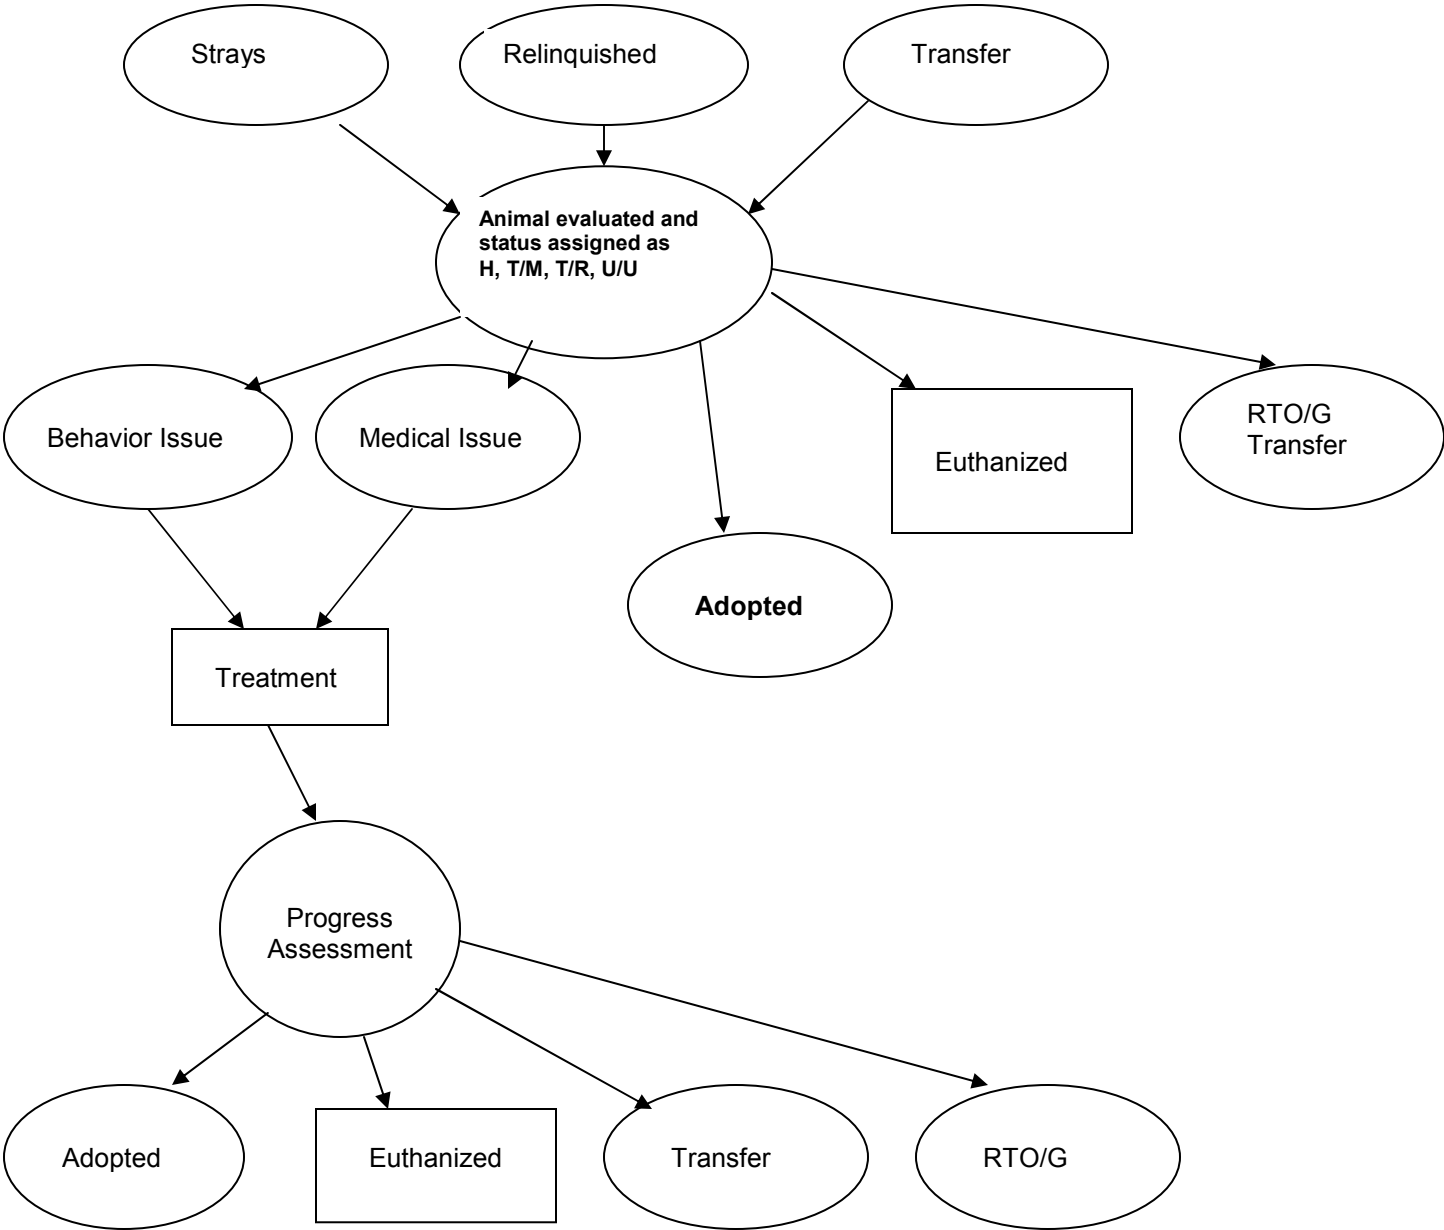 Strays
Relinquished
Transfer
Animal evaluated and
status assigned as
H, T/M, T/R, U/U
Behavior Issue
Medical Issue
Euthanized
RTO/G
Transfer
Adopted
Treatment
Progress
Assessment
Adopted
Euthanized
Transfer
RTO/G